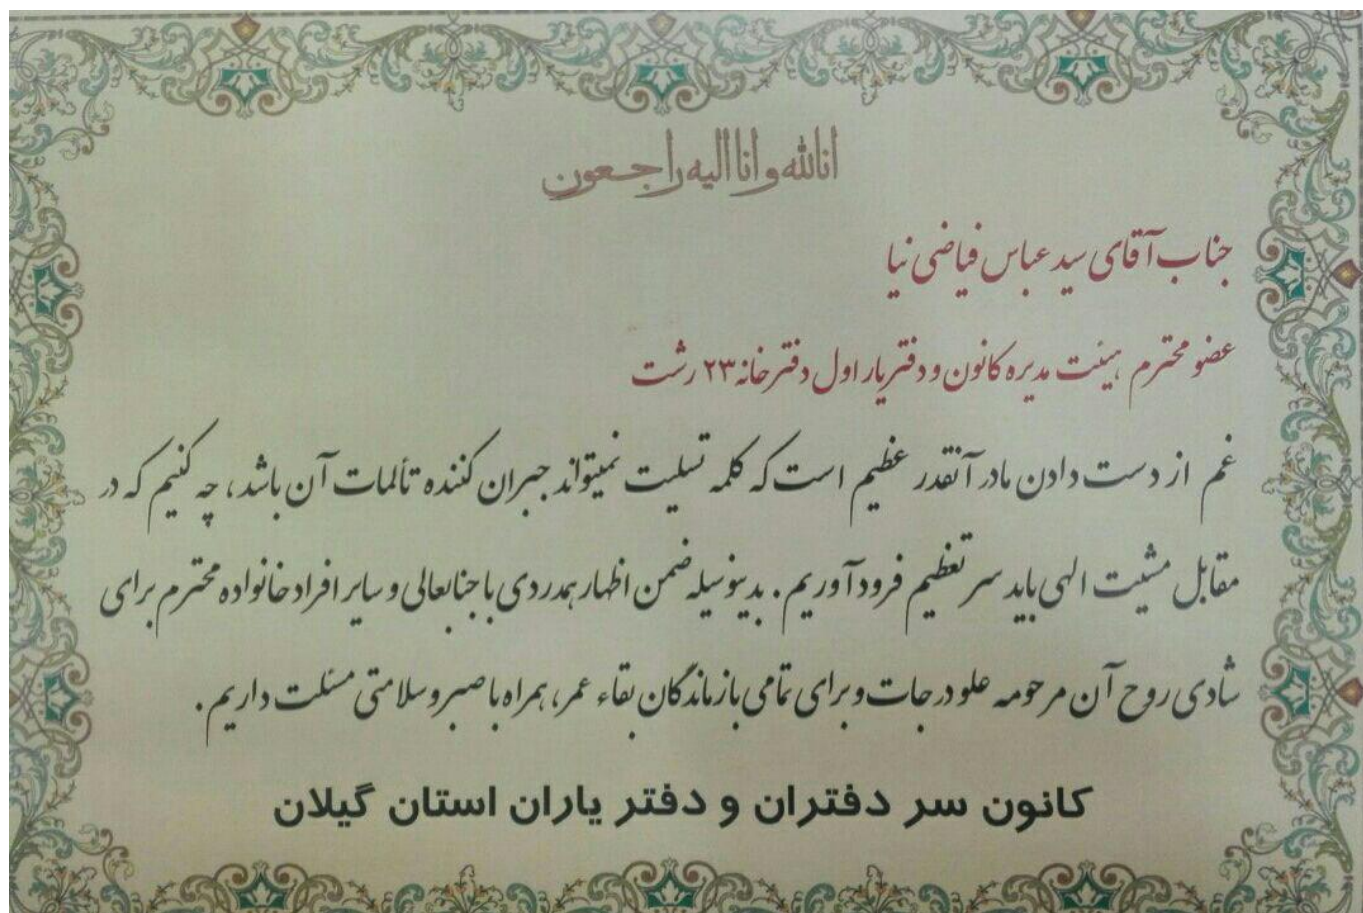 انالله و انا الیه راجعون
جناب آقای سید عباس فیاضی نیا
عضو محترم هیئت مدیره کانون و دفتریار اول دفترخانه ۲۳ رشت
غم از دست دادن مادر آنقدر عظیم است که کلمه تسلیت نمیتواند جبران کننده تألمات آن باشد، چه کنیم که در
مقابل مشیت الهی باید سر تعظیم فرود آوریم. بدینوسیله ضمن اظهار همدردی با جنابعالی و سایر افراد خانواده محترم برای
شادی روح آن مرحومه علو درجات و برای تمامی بازماندگان بقاء عمر، همراه با صبر و سلامتی مسئلت داریم.
کانون سر دفتران و دفتر یاران استان گیلان